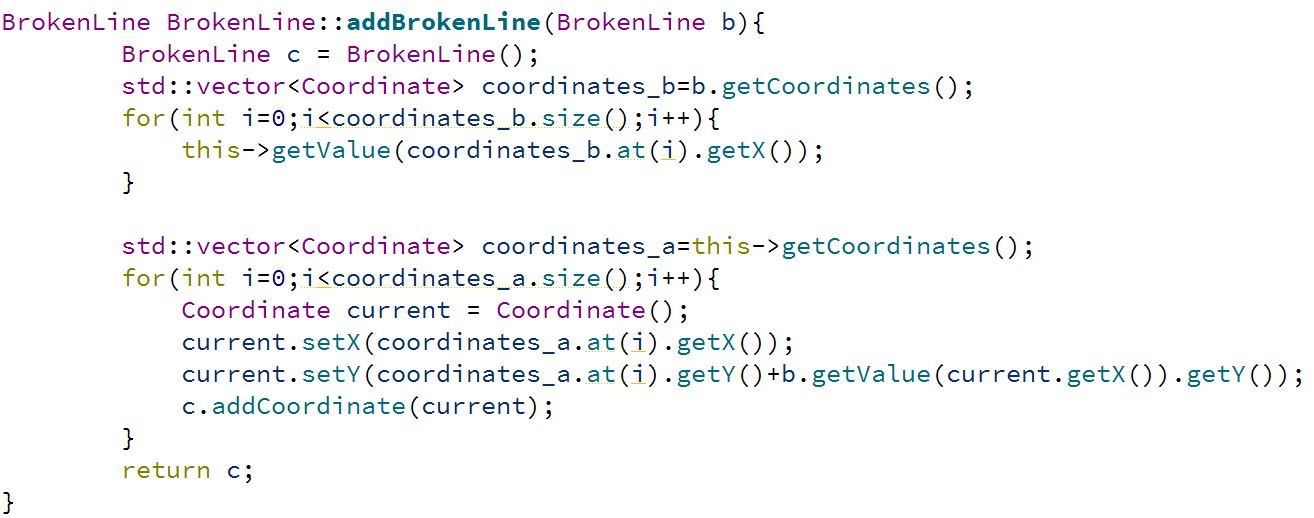 BrokenLine BrokenLine::addBrokenLine(BrokenLine b){
        BrokenLine c = BrokenLine();
        std::vector<Coordinate> coordinates_b=b.getCoordinates();
        for(int i=0;i<coordinates_b.size();i++){
            this->getValue(coordinates_b.at(i).getX());
        }

        std::vector<Coordinate> coordinates_a=this->getCoordinates();
        for(int i=0;i<coordinates_a.size();i++){
            Coordinate current = Coordinate();
            current.setX(coordinates_a.at(i).getX());
            current.setY(coordinates_a.at(i).getY()+b.getValue(current.getX()).getY());
            c.addCoordinate(current);
        }
        return c;
}